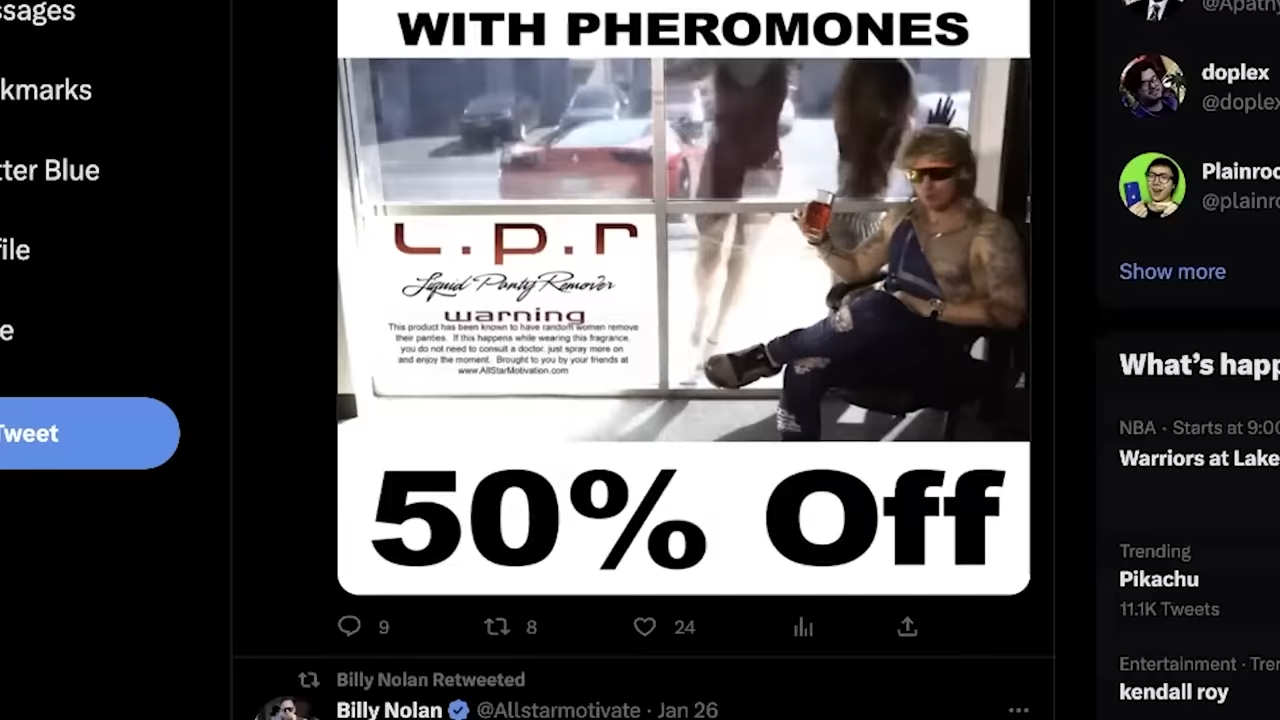 ssages
kmarks
tter Blue
file
e
Tweet
WITH PHEROMONES
L.p.r
Liquid Panty Remover
warning
This product has been known to have random women remove
their panties. If this happens while wearing this fragrance,
you do not need to consult a doctor, just spray more on
and enjoy the moment. Brought to you by your friends at
www.AllStarMotivation.com
50% Off
9
8
24
Billy Nolan Retweeted
Billy Nolan @Allstarmotivate · Jan 26
@Apathy
doplex
@doplex
Plainroc
@plainro
Show more
What's happ
NBA · Starts at 9:00
Warriors at Lake
Trending
Pikachu
11.1K Tweets
Entertainment · Tren
kendall roy